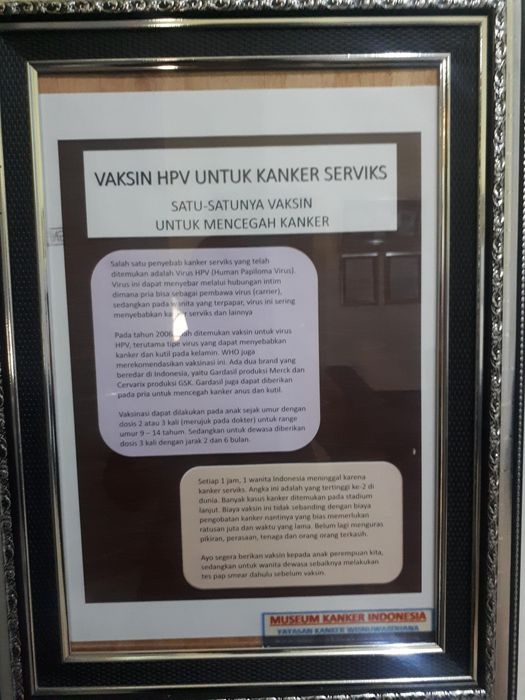 VAKSIN HPV UNTUK KANKER SERVIKS
SATU-SATUNYA VAKSIN
UNTUK MENCEGAH KANKER
Salah satu penyebab kanker serviks yang telah
ditemukan adalah Virus HPV (Human Papiloma Virus).
Virus ini dapat menyebar melalui hubungan intim
dimana pria bisa sebagai pembawa virus (carrier),
sedangkan pada wanita yang terpapar, virus ini sering
menyebabkan kanker serviks dan lainnya
Pada tahun 2006 ditemukan vaksin untuk virus
HPV, terutama tipe virus yang dapat menyebabkan
kanker dan kutil pada kelamin. WHO juga
merekomendasikan vaksinasi ini. Ada dua brand yang
beredar di Indonesia, yaitu Gardasil produksi Merck dan
Cervarix produksi GSK. Gardasil juga dapat diberikan
pada pria untuk mencegah kanker anus dan kutil.
Vaksinasi dapat dilakukan pada anak sejak umur dengan
dosis 2 atau 3 kali (merujuk pada dokter) untuk range
umur 9 – 14 tahum. Sedangkan untuk dewasa diberikan
dosis 3 kali dengan jarak 2 dan 6 bulan.
Setiap 1 jam, 1 wanita Indonesia meninggal karena
kanker serviks. Angka ini adalah yang tertinggi ke-2 di
dunia. Banyak kasus kanker ditemukan pada stadium
lanjut. Biaya vaksin ini tidak sebanding dengan biaya
pengobatan kanker nantinya yang bias memerlukan
ratusan juta dan waktu yang lama. Belum lagi menguras
pikiran, perasaan, tenaga dan orang orang terkasih.
Ayo segera berikan vaksin kepada anak perempuan kita,
sedangkan untuk wanita dewasa sebaiknya melakukan
tes pap smear dahulu sebelum vaksin.
MUSEUM KANKER INDONESIA
YAYASAN KANKER WISNUWARDHANA